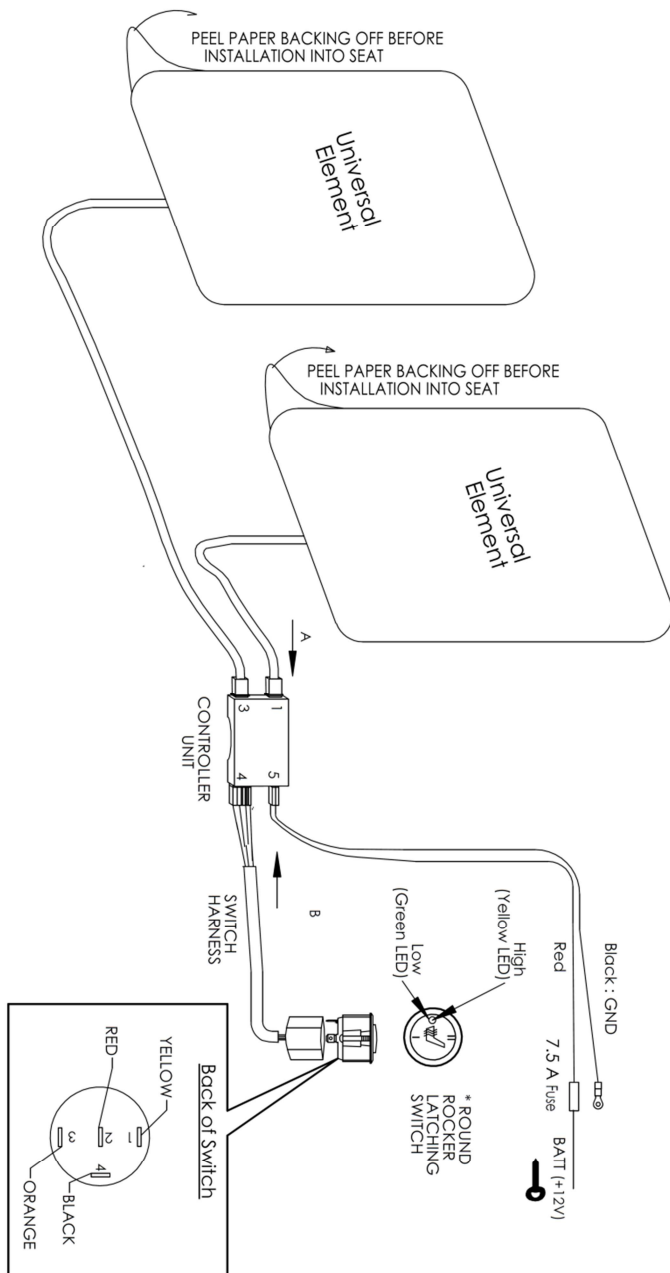 PEEL PAPER BACKING OFF BEFORE
INSTALLATION INTO SEAT
Universal
Element
PEEL PAPER BACKING OFF BEFORE
INSTALLATION INTO SEAT
Universal
Element
A
1
3
5
4
CONTROLLER
UNIT
B
SWITCH
HARNESS
Black : GND
Red
7.5 A Fuse
BATT (+12V)
High
(Yellow LED)
Low
(Green LED)
I
II
* ROUND
ROCKER
LATCHING
SWITCH
Back of Switch
YELLOW
RED
1
2
3
4
BLACK
ORANGE